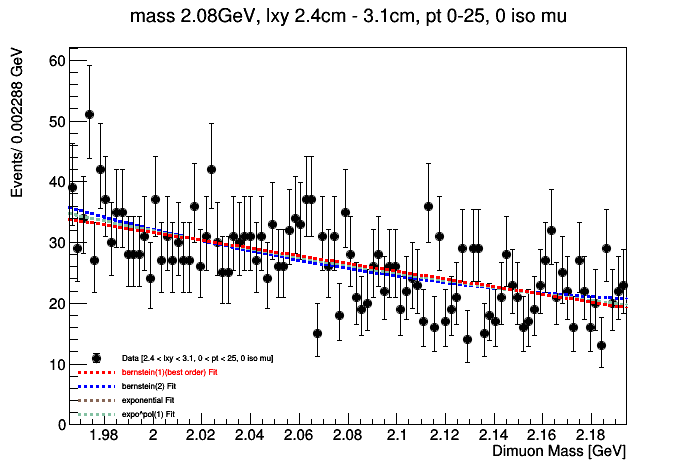 mass 2.08GeV, lxy 2.4cm - 3.1cm, pt 0-25, 0 iso mu
Events/ 0.002288 GeV
60
50
40
30
20
10
0
Data [2.4 < lxy < 3.1, 0 < pt < 25, 0 iso mu]
bernstein(1)(best order) Fit
bernstein(2) Fit
exponential Fit
expo*pol(1) Fit
1.98 2 2.02 2.04 2.06 2.08 2.1 2.12 2.14 2.16 2.18
Dimuon Mass [GeV]